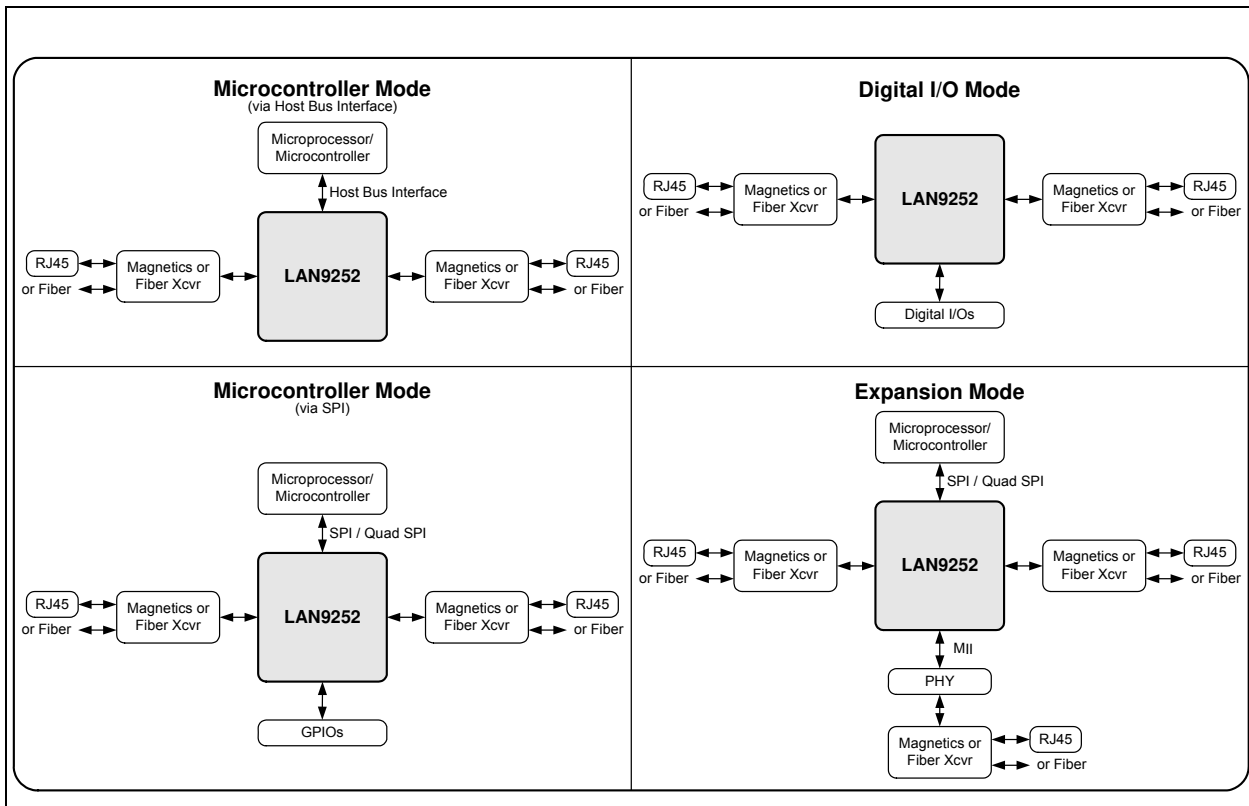 Microcontroller Mode
(via Host Bus Interface)
Microprocessor/
Microcontroller
Host Bus Interface
LAN9252
RJ45
or Fiber
Magnetics or
Fiber Xcvr
Magnetics or
Fiber Xcvr
RJ45
or Fiber
Digital I/O Mode
LAN9252
RJ45
or Fiber
Magnetics or
Fiber Xcvr
Magnetics or
Fiber Xcvr
RJ45
or Fiber
Digital I/Os
Microcontroller Mode
(via SPI)
Microprocessor/
Microcontroller
SPI / Quad SPI
LAN9252
RJ45
or Fiber
Magnetics or
Fiber Xcvr
Magnetics or
Fiber Xcvr
RJ45
or Fiber
GPIOs
Expansion Mode
Microprocessor/
Microcontroller
SPI / Quad SPI
LAN9252
RJ45
or Fiber
Magnetics or
Fiber Xcvr
Magnetics or
Fiber Xcvr
RJ45
or Fiber
MII
PHY
Magnetics or
Fiber Xcvr
RJ45
or Fiber